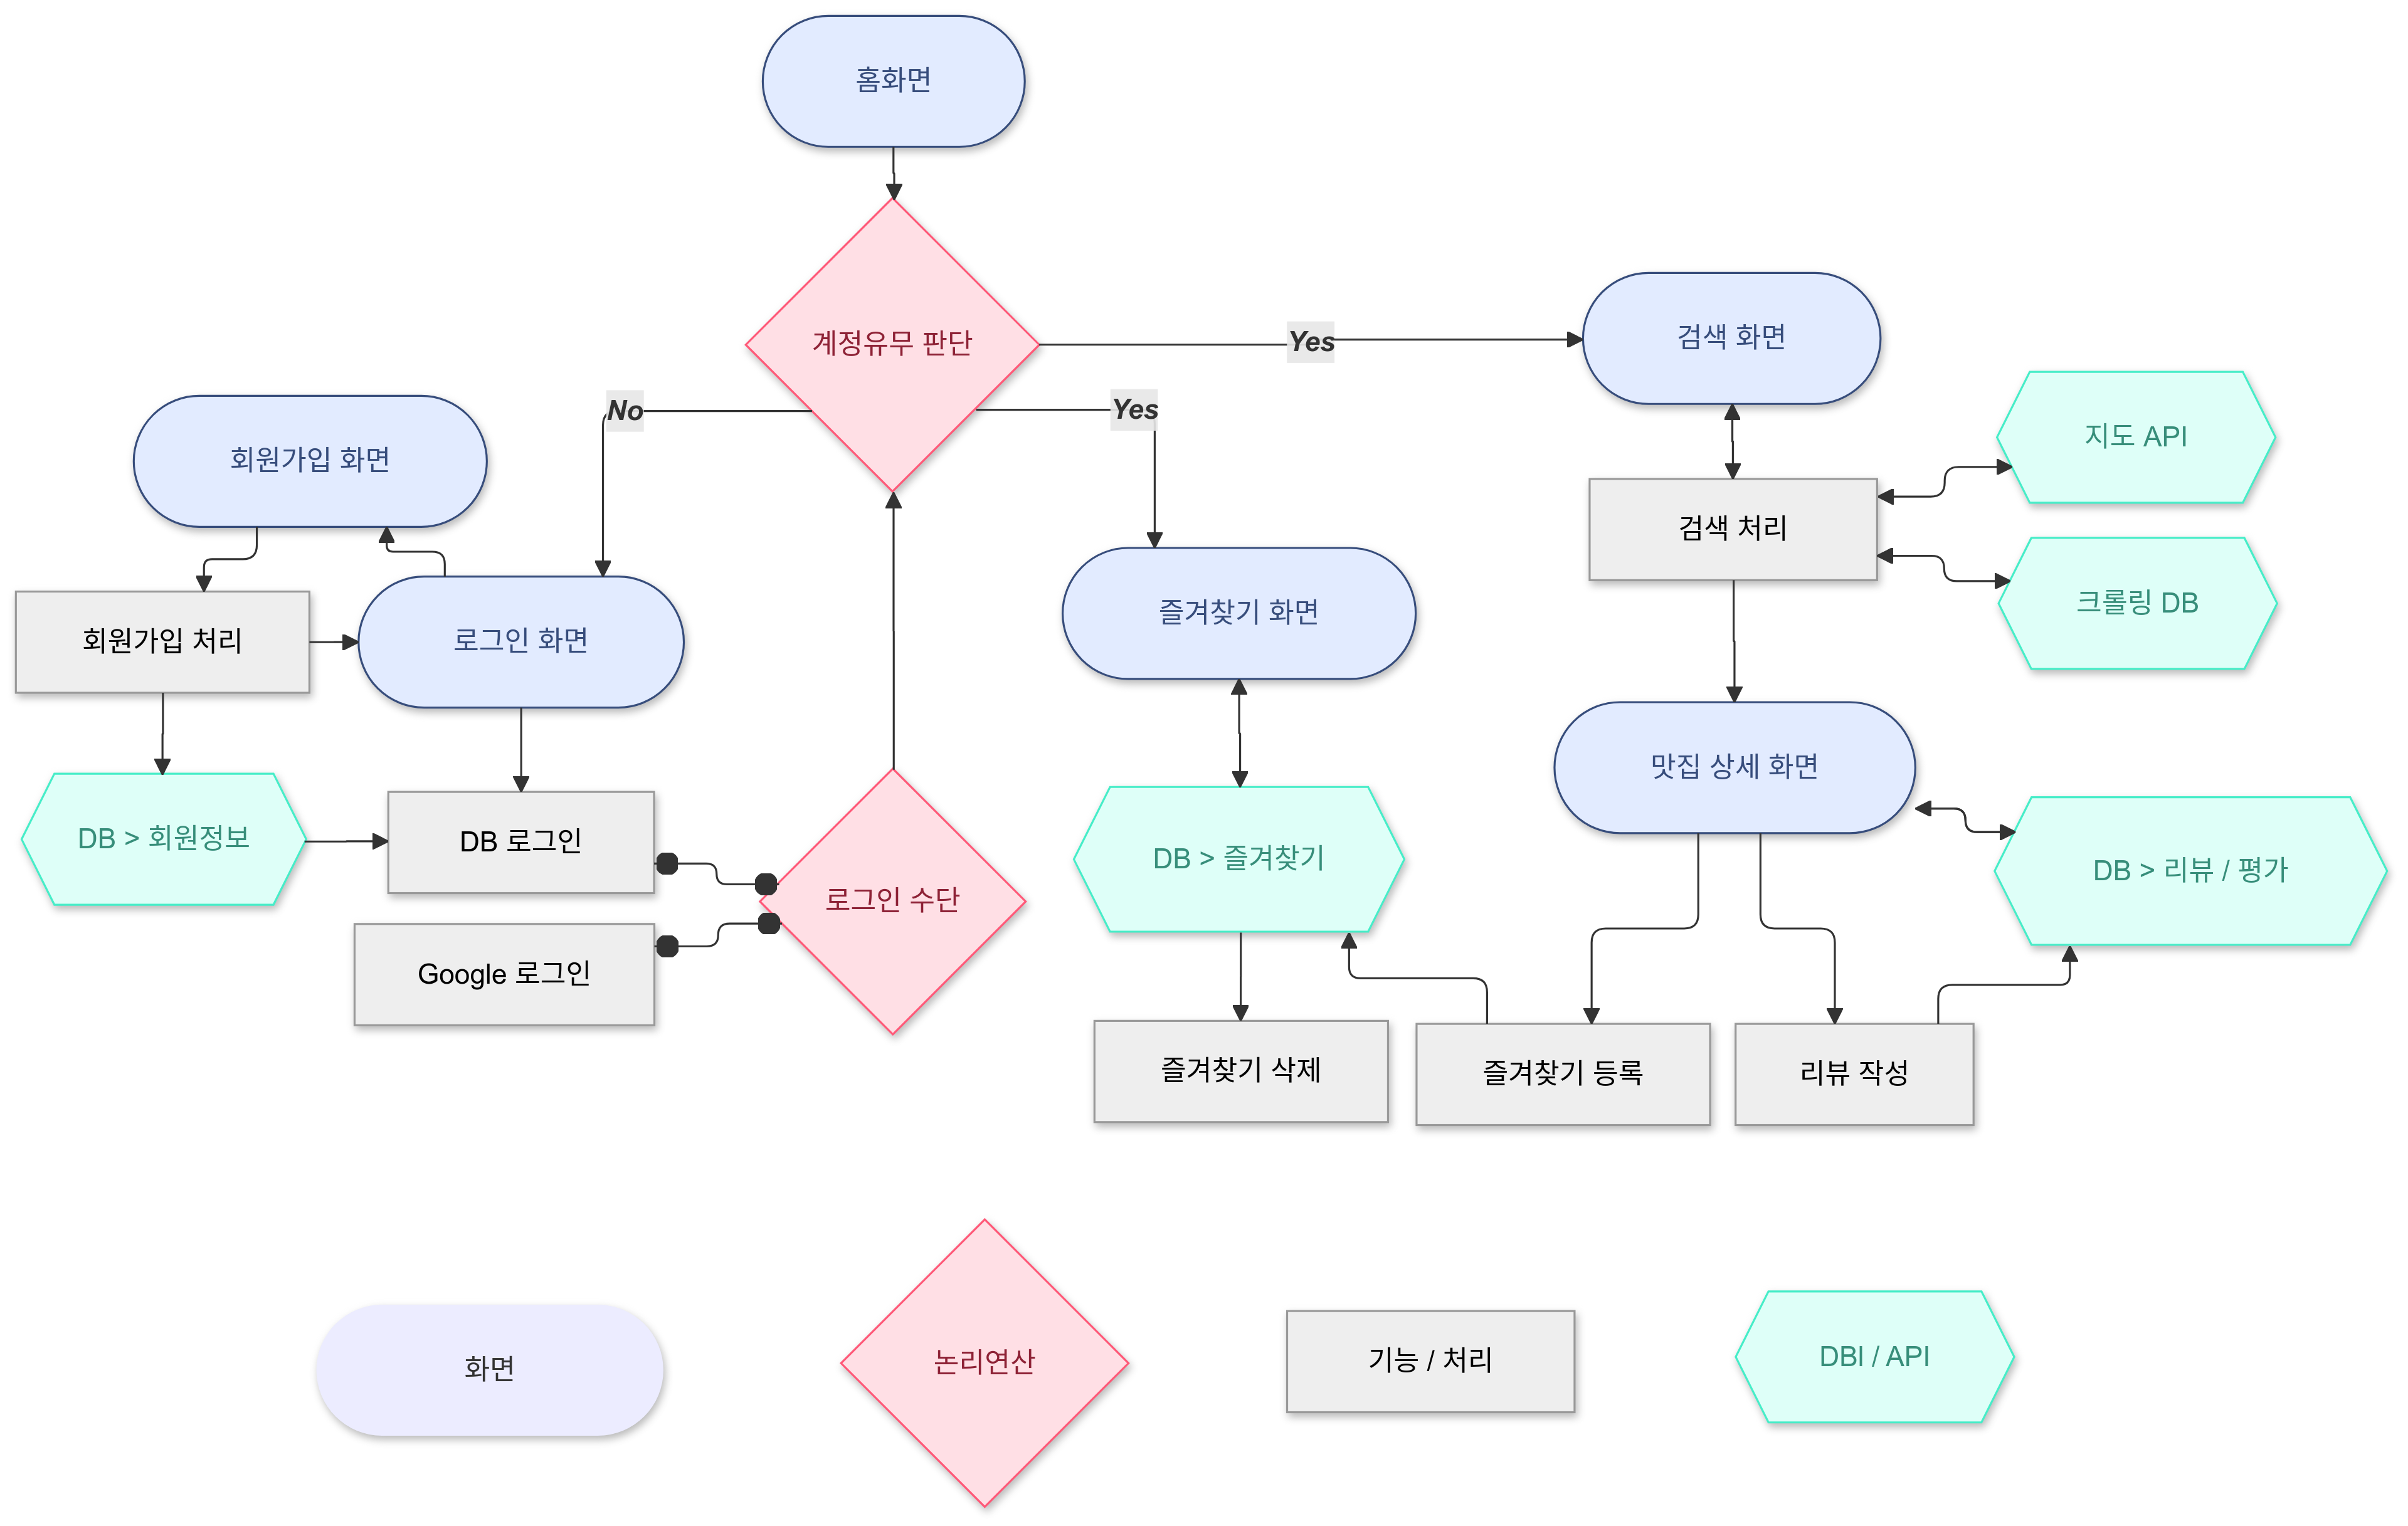 홈화면
계정유무 판단
Yes
검색 화면
No
Yes
지도 API
회원가입 화면
검색 처리
크롤링 DB
즐겨찾기 화면
회원가입 처리
로그인 화면
맛집 상세 화면
DB > 회원정보
DB 로그인
DB > 즐겨찾기
DB > 리뷰 / 평가
로그인 수단
Google 로그인
즐겨찾기 삭제
즐겨찾기 등록
리뷰 작성
화면
논리연산
기능 / 처리
DBl / API